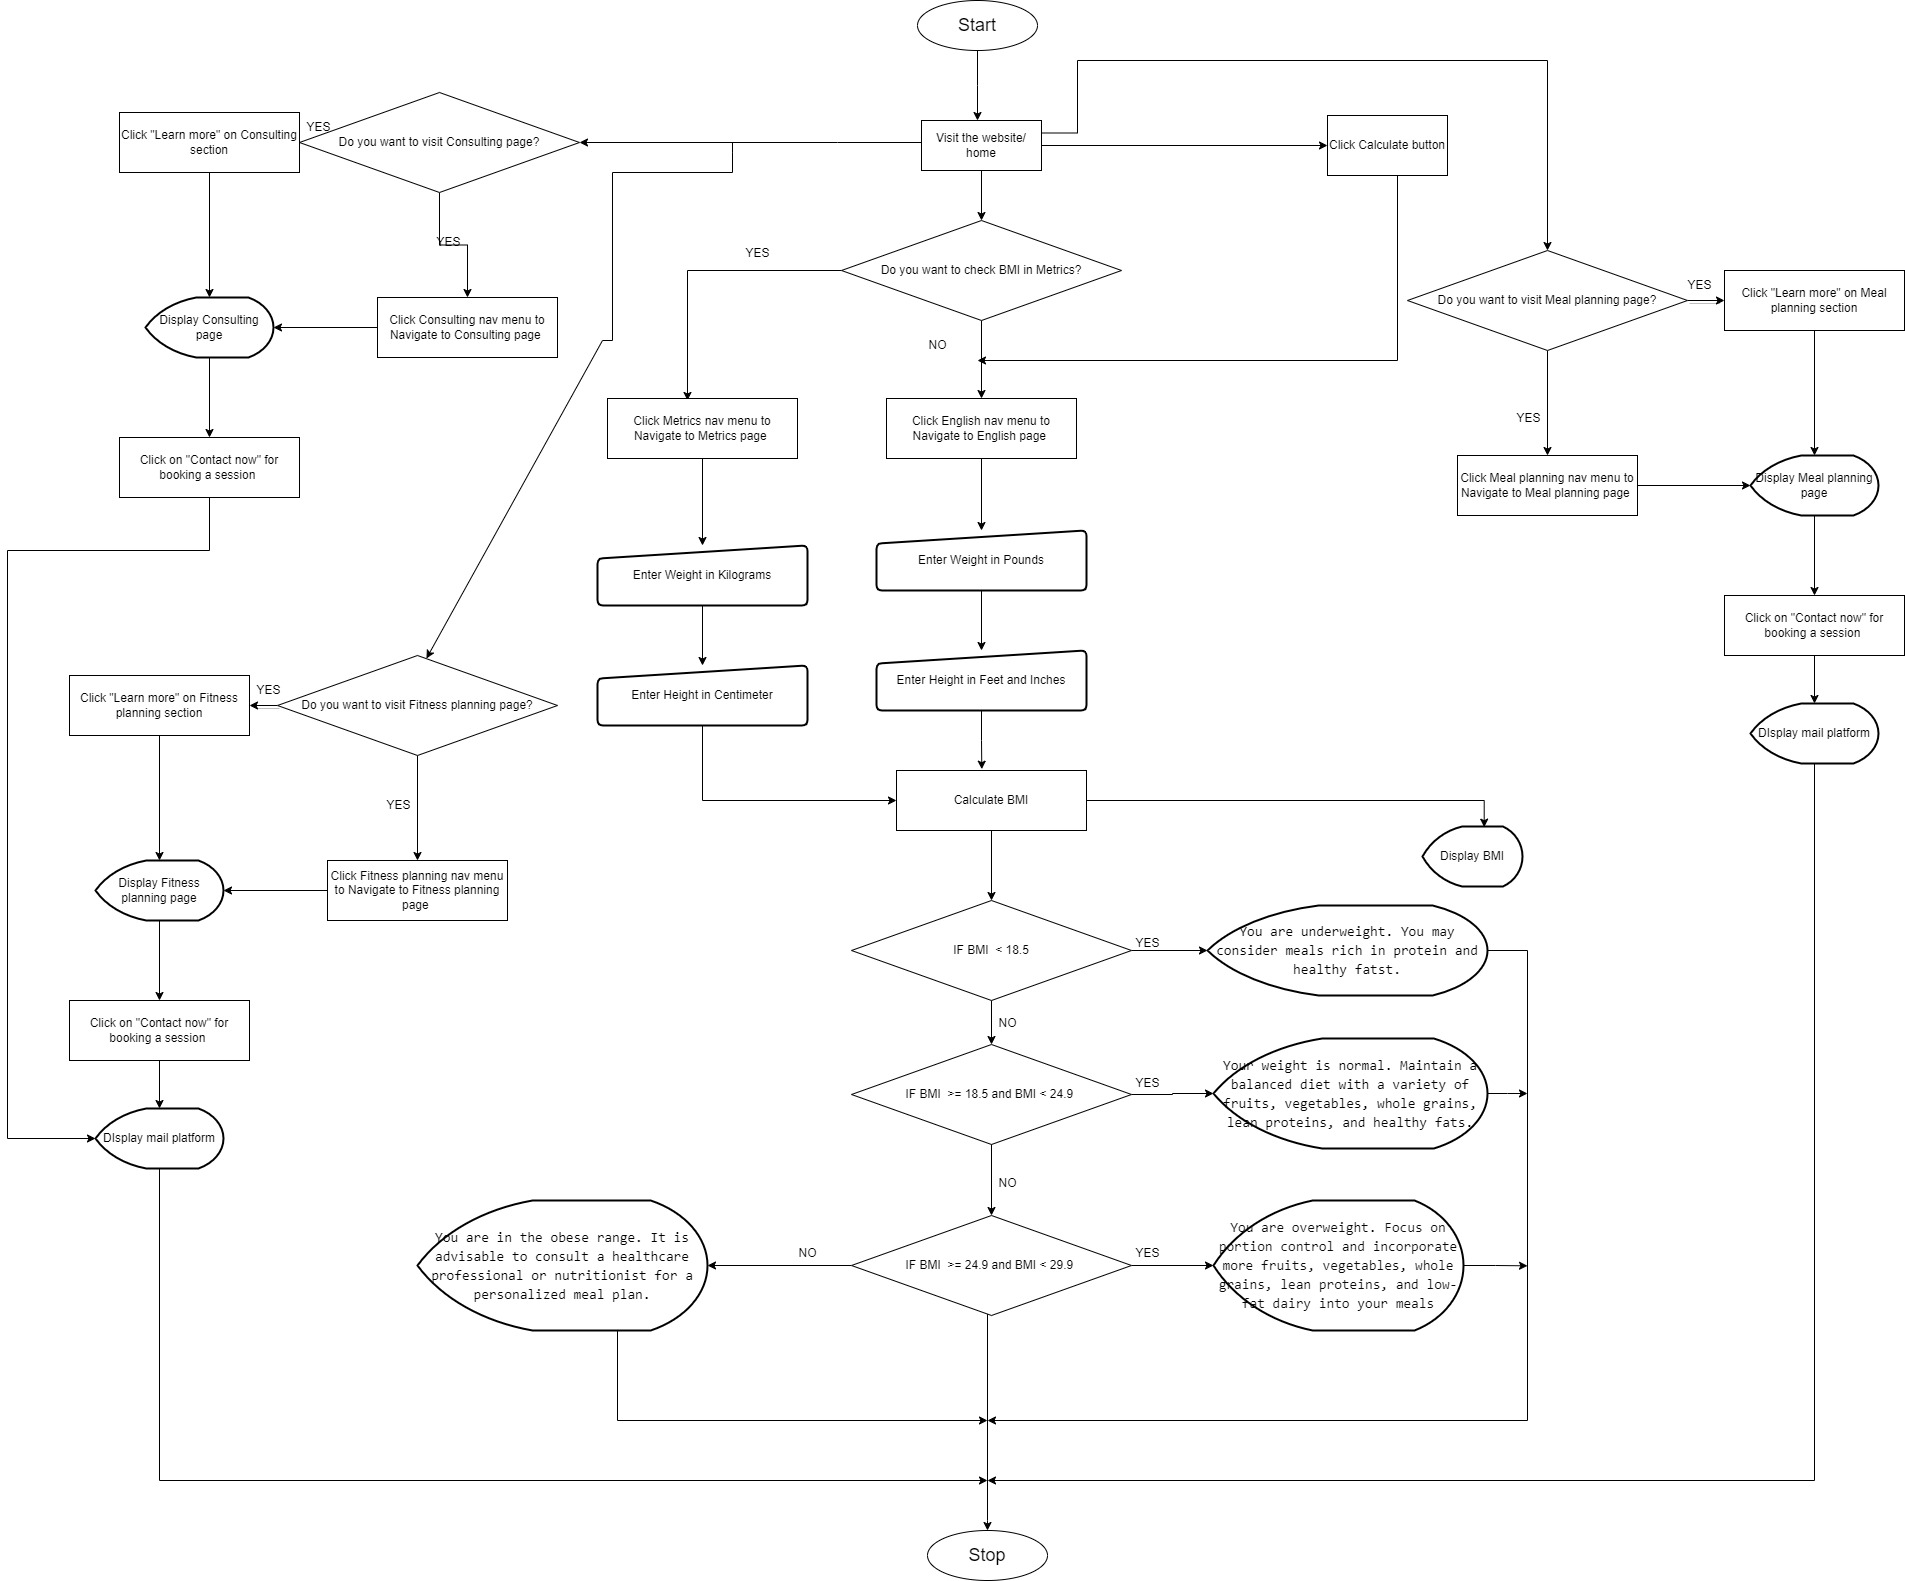 Start
Visit the website/
home
Click "Learn more" on Consulting
section
YES
Do you want to visit Consulting page?
Click Calculate button
YES
YES
Do you want to check BMI in Metrics?
Do you want to visit Meal planning page?
YES
Click "Learn more" on Meal
planning section
Display Consulting
page
Click Consulting nav menu to
Navigate to Consulting page
NO
Click Metrics nav menu to
Navigate to Metrics page
Click English nav menu to
Navigate to English page
YES
Click on "Contact now" for
booking a session
Click Meal planning nav menu to
Navigate to Meal planning page
Display Meal planning
page
Enter Weight in Kilograms
Enter Weight in Pounds
Click on "Contact now" for
booking a session
Click "Learn more" on Fitness
planning section
YES
Do you want to visit Fitness planning page?
Enter Height in Centimeter
Enter Height in Feet and Inches
DIsplay mail platform
YES
Calculate BMI
Display BMI
Display Fitness
planning page
Click Fitness planning nav menu
to Navigate to Fitness planning
page
IF BMI < 18.5
YES
You are underweight. You may
consider meals rich in protein and
healthy fatst.
Click on "Contact now" for
booking a session
NO
IF BMI >= 18.5 and BMI < 24.9
YES
Your weight is normal. Maintain a
balanced diet with a variety of
fruits, vegetables, whole grains,
lean proteins, and healthy fats.
DIsplay mail platform
NO
You are in the obese range. It is
advisable to consult a healthcare
professional or nutritionist for a
personalized meal plan.
NO
IF BMI >= 24.9 and BMI < 29.9
YES
You are overweight. Focus on
portion control and incorporate
more fruits, vegetables, whole
grains, lean proteins, and low-
fat dairy into your meals
Stop